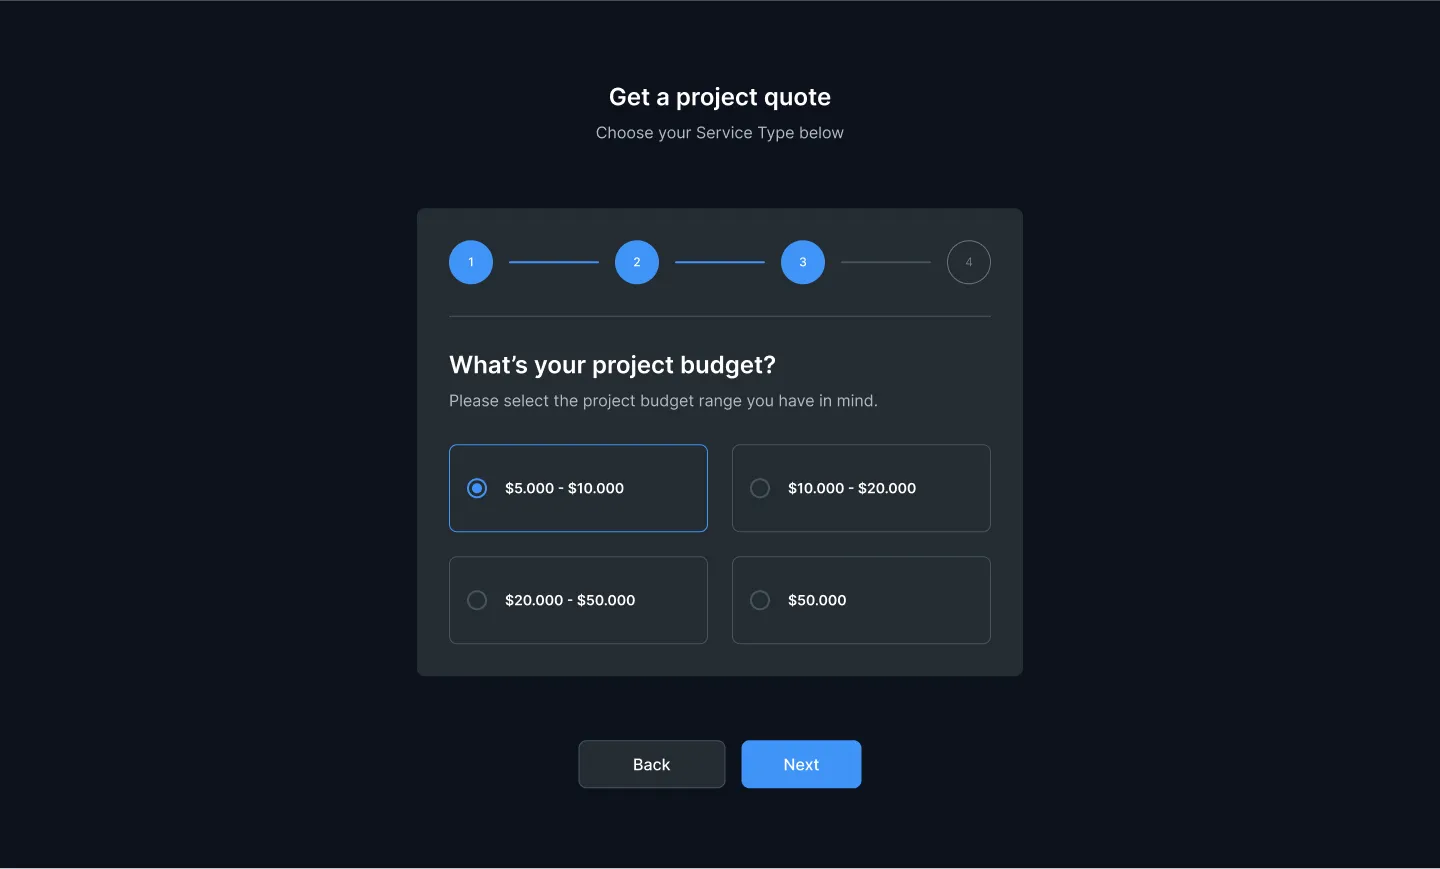 Get a project quote
Choose your Service Type below
1 2 3 4
What’s your project budget?
Please select the project budget range you have in mind.
$5.000 - $10.000
$10.000 - $20.000
$20.000 - $50.000
$50.000
Back
Next